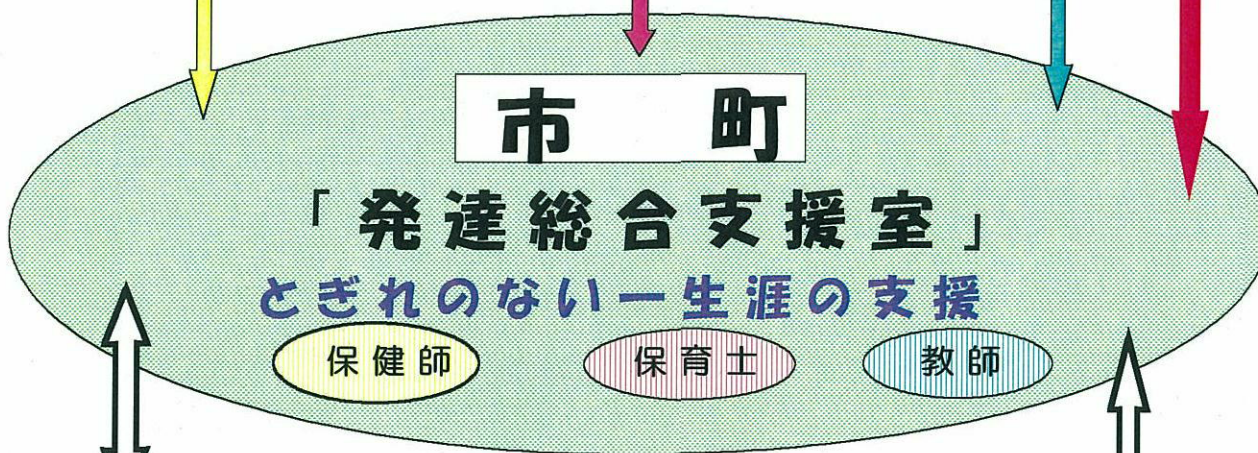 市　町
「発達総合支援室」
とぎれのない一生涯の支援
保健師　保育士　教師